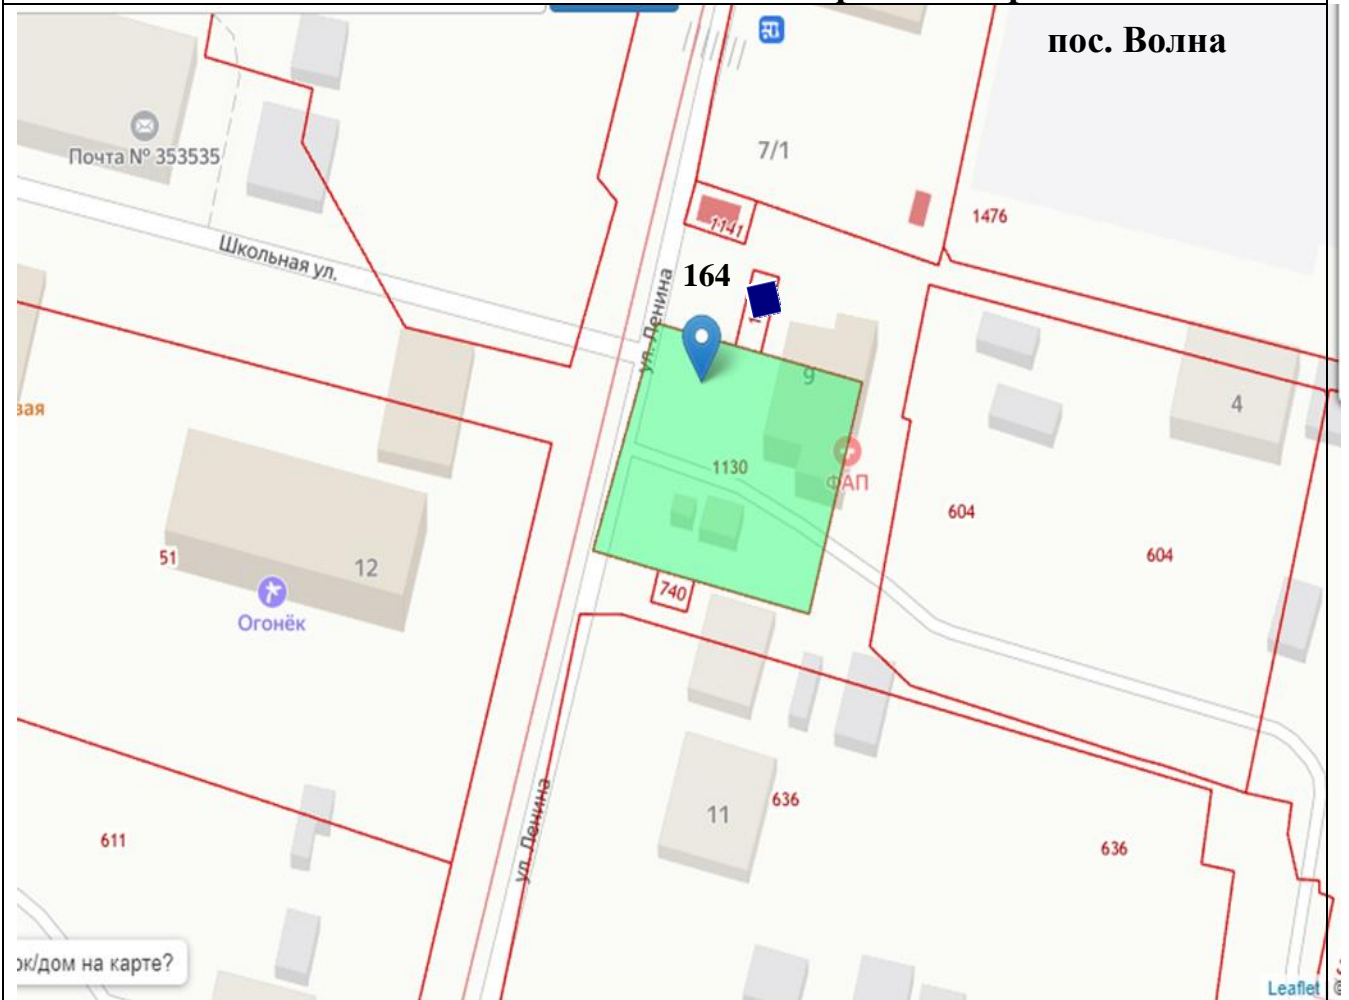 пос. Волна
Почта № 353535
7/1
1476
1141
Школьная ул.
164
ул. Ленина
9
4
1130
ФАП
604
604
51
12
740
Огонёк
ул. Ленина
11
636
636
611
ок/дом на карте?
Leaflet